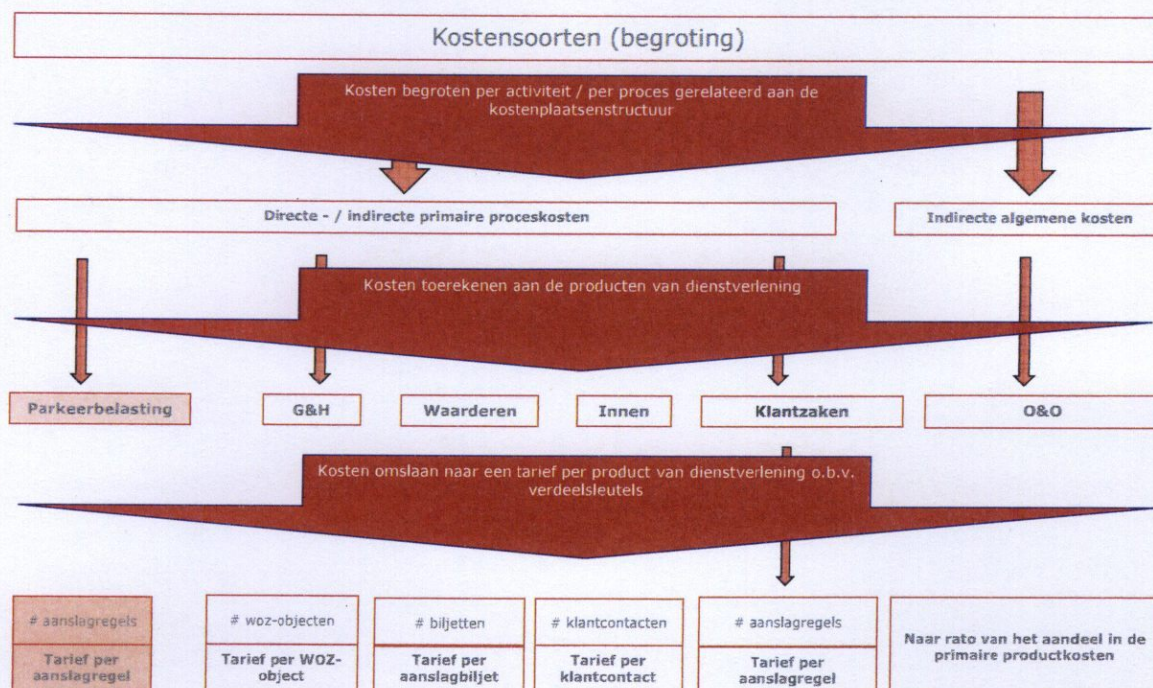 Kostensoorten (begroting)
Kosten begroten per activiteit / per proces gerelateerd aan de
kostenplaatsenstructuur
Directe - / indirecte primaire proceskosten
Indirecte algemene kosten
Kosten toerekenen aan de producten van dienstverlening
Parkeerbelasting
G&H
Waarderen
Innen
Klantzaken
O&O
Kosten omslaan naar een tarief per product van dienstverlening o.b.v.
verdeelsleutels
# aanslagregels
Tarief per
aanslagregel
# woz-objecten
Tarief per WOZ-
object
# biljetten
Tarief per
aanslagbiljet
# klantcontacten
Tarief per
klantcontact
# aanslagregels
Tarief per
aanslagregel
Naar rato van het aandeel in de
primaire productkosten